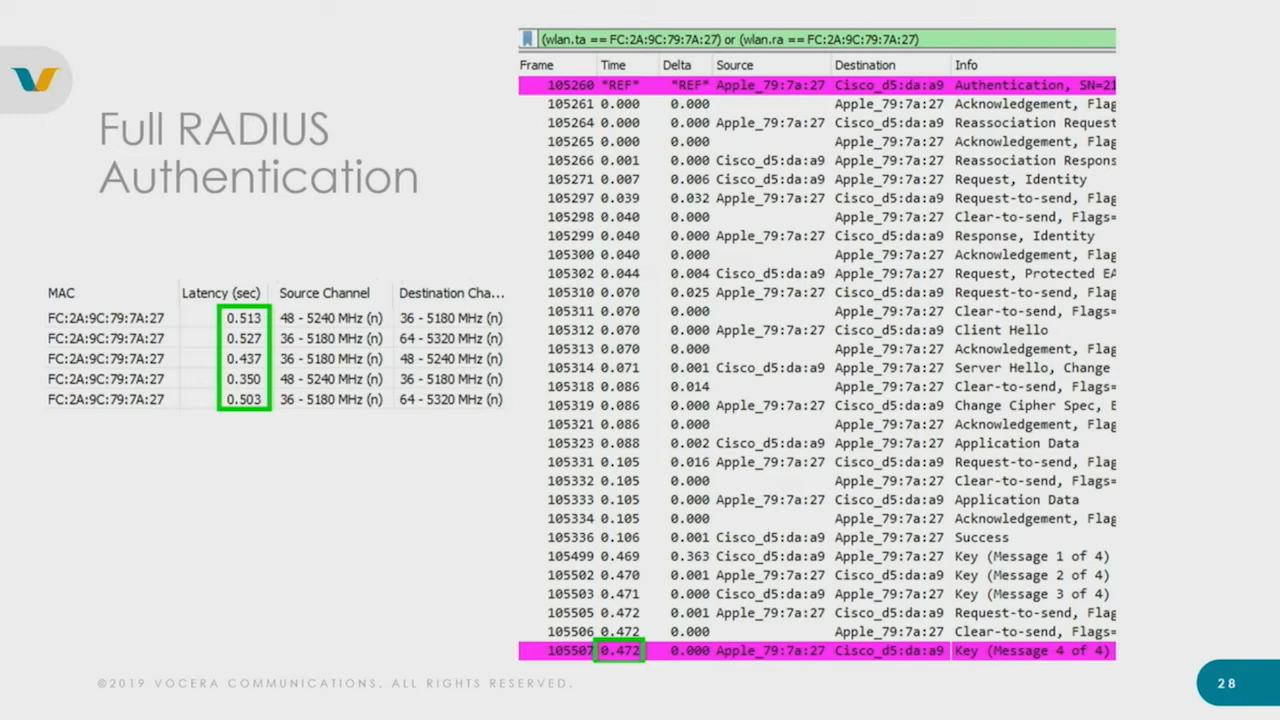 Full RADIUS
Authentication
MAC Latency (sec) Source Channel Destination Cha...
FC:2A:9C:79:7A:27 0.513 48 - 5240 MHz (n) 36 - 5180 MHz (n)
FC:2A:9C:79:7A:27 0.527 36 - 5180 MHz (n) 64 - 5320 MHz (n)
FC:2A:9C:79:7A:27 0.437 36 - 5180 MHz (n) 48 - 5240 MHz (n)
FC:2A:9C:79:7A:27 0.350 48 - 5240 MHz (n) 36 - 5180 MHz (n)
FC:2A:9C:79:7A:27 0.503 36 - 5180 MHz (n) 64 - 5320 MHz (n)
(wlan.ta == FC:2A:9C:79:7A:27) or (wlan.ra == FC:2A:9C:79:7A:27)
Frame Time Delta Source Destination Info
105260 *REF* *REF* Apple_79:7a:27 Cisco_d5:da:a9 Authentication, SN=21
105261 0.000 0.000 Apple_79:7a:27 Acknowledgement, Flag
105264 0.000 0.000 Apple_79:7a:27 Cisco_d5:da:a9 Reassociation Request
105265 0.000 0.000 Apple_79:7a:27 Acknowledgement, Flag
105266 0.001 0.000 Cisco_d5:da:a9 Apple_79:7a:27 Reassociation Respons
105271 0.007 0.006 Cisco_d5:da:a9 Apple_79:7a:27 Request, Identity
105297 0.039 0.032 Apple_79:7a:27 Cisco_d5:da:a9 Request-to-send, Flag
105298 0.040 0.000 Apple_79:7a:27 Clear-to-send, Flags=
105299 0.040 0.000 Apple_79:7a:27 Cisco_d5:da:a9 Response, Identity
105300 0.040 0.000 Apple_79:7a:27 Acknowledgement, Flag
105302 0.044 0.004 Cisco_d5:da:a9 Apple_79:7a:27 Request, Protected EA
105310 0.070 0.025 Apple_79:7a:27 Cisco_d5:da:a9 Request-to-send, Flag
105311 0.070 0.000 Apple_79:7a:27 Clear-to-send, Flags=
105312 0.070 0.000 Apple_79:7a:27 Cisco_d5:da:a9 Client Hello
105313 0.070 0.000 Apple_79:7a:27 Acknowledgement, Flag
105314 0.071 0.001 Cisco_d5:da:a9 Apple_79:7a:27 Server Hello, Change
105318 0.086 0.014 Apple_79:7a:27 Clear-to-send, Flags=
105319 0.086 0.000 Apple_79:7a:27 Cisco_d5:da:a9 Change Cipher Spec, E
105321 0.086 0.000 Apple_79:7a:27 Acknowledgement, Flag
105323 0.088 0.002 Cisco_d5:da:a9 Apple_79:7a:27 Application Data
105331 0.105 0.016 Apple_79:7a:27 Cisco_d5:da:a9 Request-to-send, Flag
105332 0.105 0.000 Apple_79:7a:27 Clear-to-send, Flags=
105333 0.105 0.000 Apple_79:7a:27 Cisco_d5:da:a9 Application Data
105334 0.105 0.000 Apple_79:7a:27 Acknowledgement, Flag
105336 0.106 0.001 Cisco_d5:da:a9 Apple_79:7a:27 Success
105499 0.469 0.363 Cisco_d5:da:a9 Apple_79:7a:27 Key (Message 1 of 4)
105502 0.470 0.001 Apple_79:7a:27 Cisco_d5:da:a9 Key (Message 2 of 4)
105503 0.471 0.000 Cisco_d5:da:a9 Apple_79:7a:27 Key (Message 3 of 4)
105505 0.472 0.001 Apple_79:7a:27 Cisco_d5:da:a9 Request-to-send, Flag
105506 0.472 0.000 Apple_79:7a:27 Clear-to-send, Flags=
105507 0.472 0.000 Apple_79:7a:27 Cisco_d5:da:a9 Key (Message 4 of 4)
©2019 VOCERA COMMUNICATIONS. ALL RIGHTS RESERVED.
28